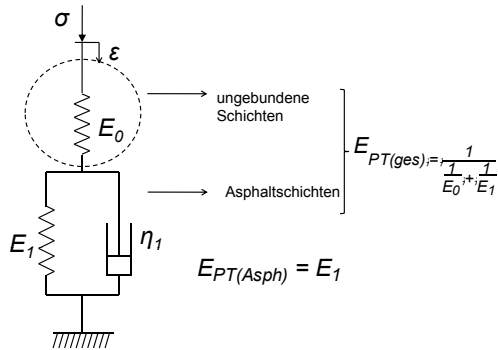 σ
ε
ungebundene
Schichten
E0
EPT(ges);=; 1
1 ;+; 1
E0 E1
Asphaltschichten
E1
η1
EPT(Asph) = E1